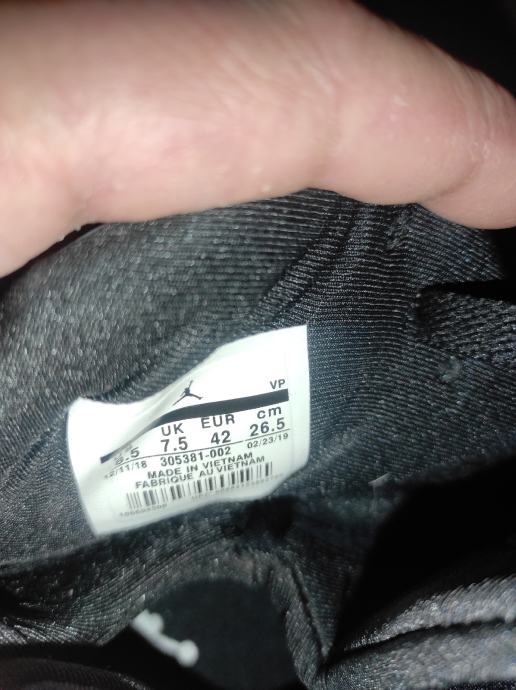 VP
UK EUR cm
8.5 7.5 42 26.5
12/11/18 305381-002 02/23/19
MADE IN VIETNAM
FABRIQUE AU VIETNAM